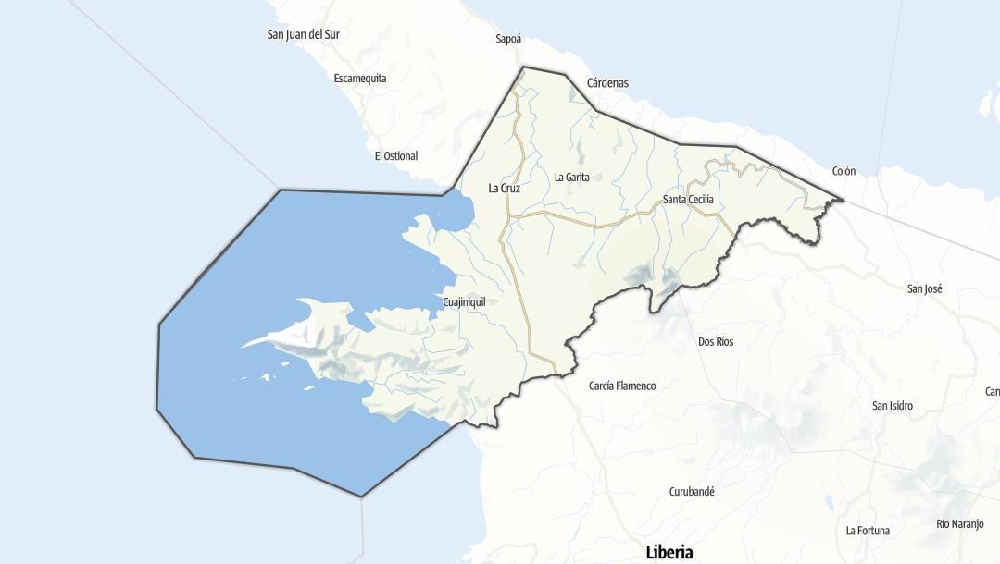 San Juan del Sur
Sapoá
Escamequita
Cárdenas
El Ostional
Colón
La Garita
La Cruz
Santa Cecilia
San José
Cuajiniquil
Dos Ríos
García Flamenco
Can
San Isidro
Curubandé
Río Naranjo
La Fortuna
Liberia